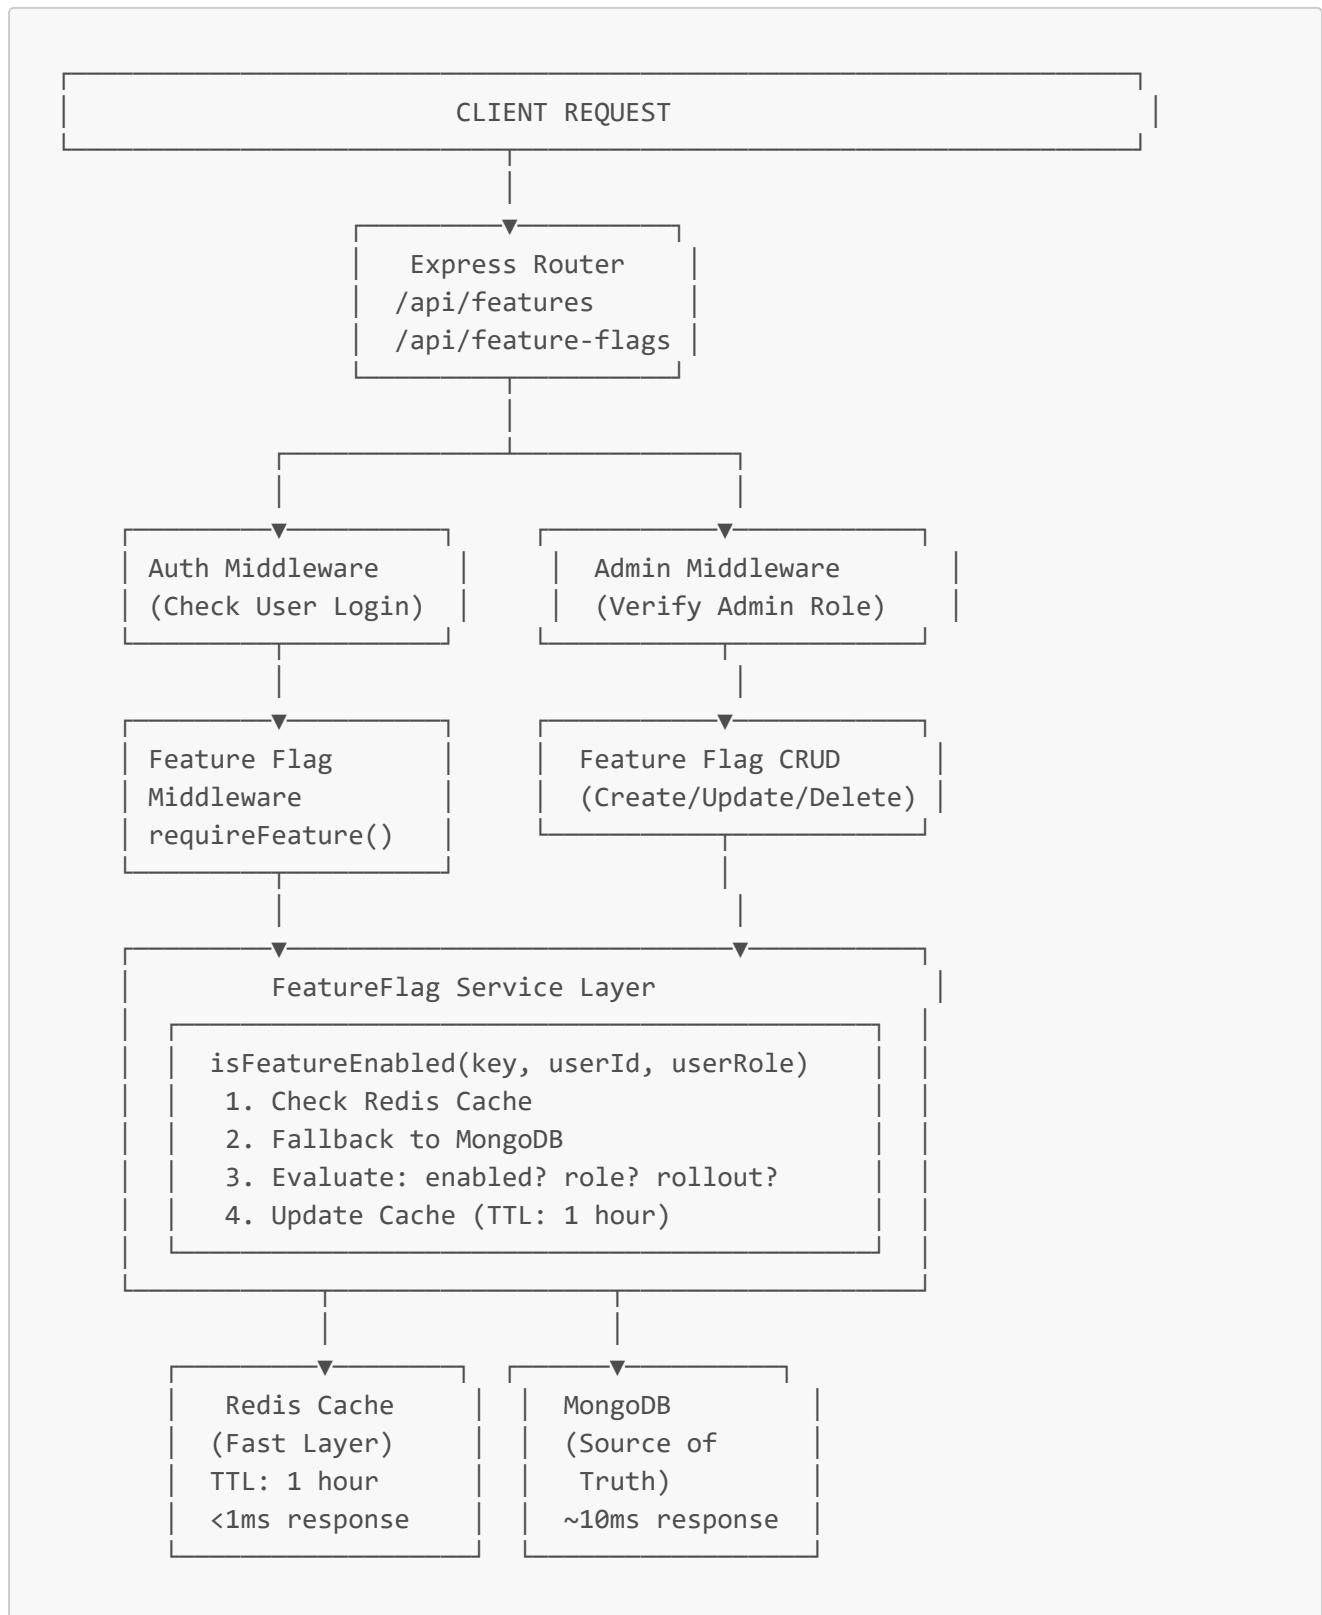 CLIENT REQUEST
Express Router
/api/features
/api/feature-flags
Auth Middleware
(Check User Login)
Admin Middleware
(Verify Admin Role)
Feature Flag
Middleware
requireFeature()
Feature Flag CRUD
(Create/Update/Delete)
FeatureFlag Service Layer
isFeatureEnabled(key, userId, userRole)
1. Check Redis Cache
2. Fallback to MongoDB
3. Evaluate: enabled? role? rollout?
4. Update Cache (TTL: 1 hour)
Redis Cache
(Fast Layer)
TTL: 1 hour
<1ms response
MongoDB
(Source of
Truth)
~10ms response